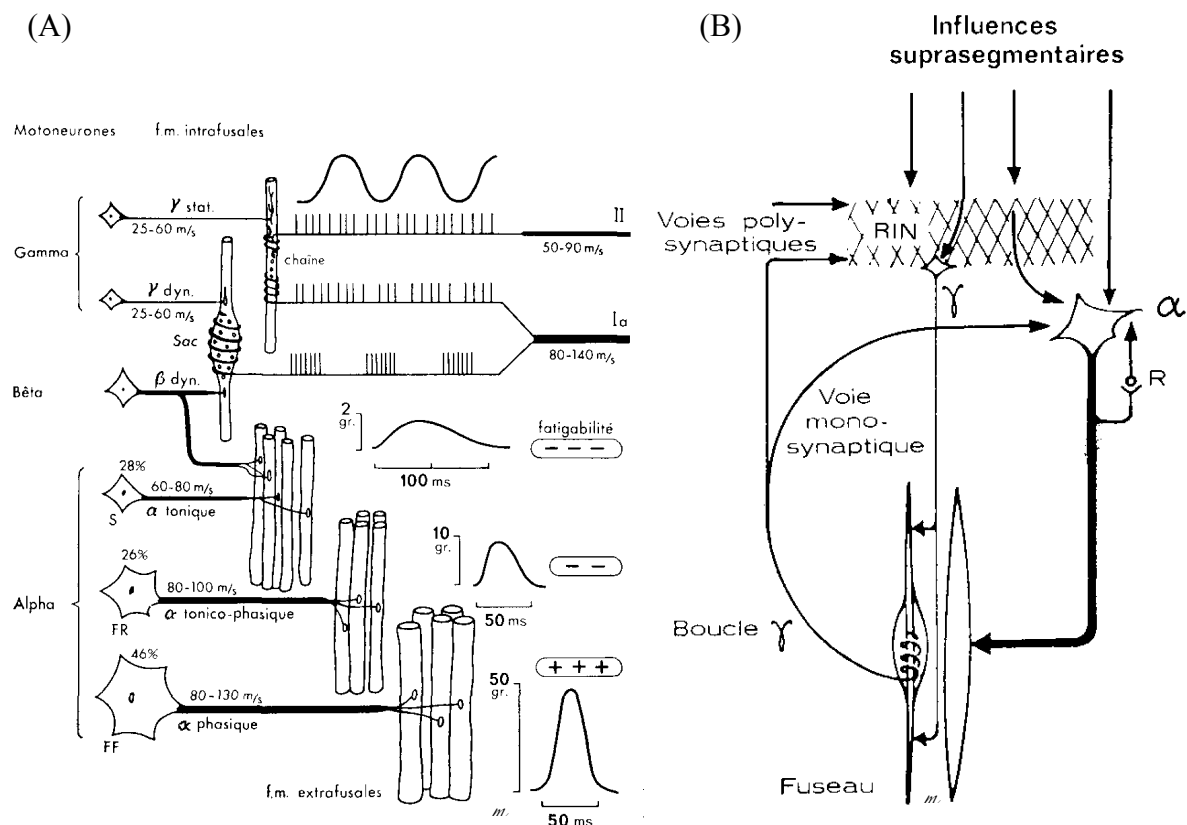 (A)
Motoneurones
f.m. intrafusales
Gamma
γ stat.
25-60 m/s
chaîne
II
50-90 m/s
γ dyn.
25-60 m/s
Sac
Ia
80-140 m/s
Bêta
β dyn.
2
gr.
100 ms
fatigabilité
- - -
Alpha
28%
60-80 m/s
S
α tonique
26%
80-100 m/s
FR
α tonico-phasique
10
gr.
50 ms
- -
46%
80-130 m/s
FF
α phasique
50
gr.
+ + +
50 ms
f.m. extrafusales
m.
(B)
Influences
suprasegmentaires
Voies poly-
synaptiques
RIN
γ
α
R
Voie
mono-
synaptique
Boucle γ
Fuseau
m.